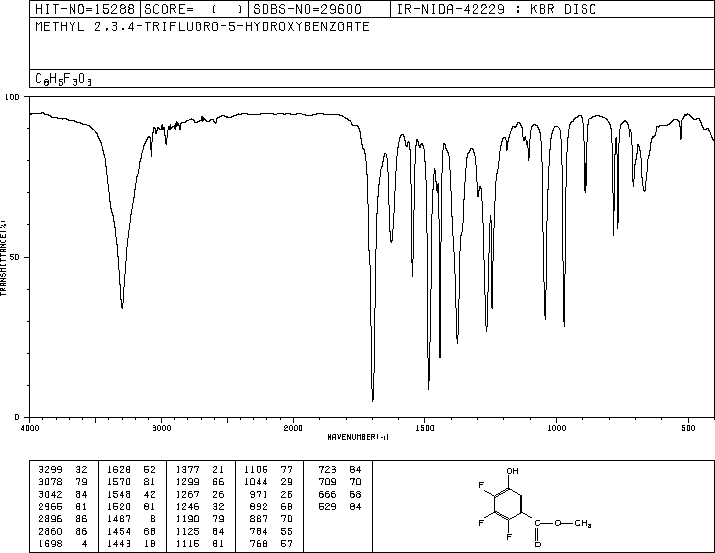 HIT-NO=15288 SCORE= ( ) SDBS-NO=29600 IR-NIDA-42229 : KBR DISC
METHYL 2,3,4-TRIFLUORO-5-HYDROXYBENZOATE
C8H5F3O3
100
50
0
TRANSMITTANCE(%)
4000 3000 2000 1500 1000 500
WAVENUMBER(-1)
3299 32 1628 52 1377 21 1106 77 723 84
3078 79 1570 81 1299 66 1044 29 709 70
3042 84 1548 42 1267 26 971 26 666 68
2965 81 1520 81 1246 32 892 68 529 84
2896 86 1487 8 1190 79 887 70
2860 86 1454 68 1125 84 784 55
1698 4 1443 18 1115 81 768 57
OH
F
F
F
C
O
CH3
O